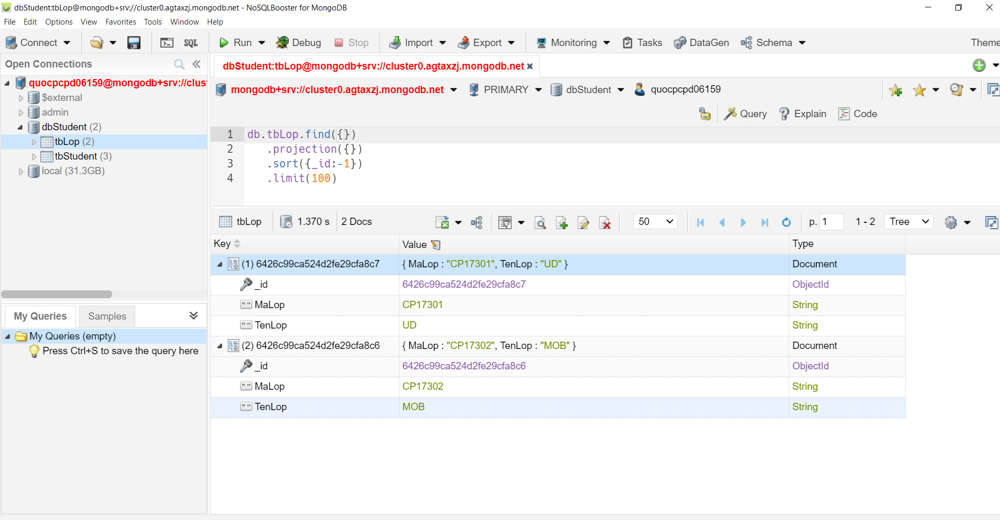 dbStudent:tbLop@mongodb+srv://cluster0.agtaxzj.mongodb.net - NoSQLBooster for MongoDB
File Edit Options View Favorites Tools Window Help
Connect SQL Run Debug Stop Import Export Monitoring Tasks DataGen Schema Theme
Open Connections
quocpcpd06159@mongodb+srv://clus
$external
admin
dbStudent (2)
tbLop (2)
tbStudent (3)
local (31.3GB)
My Queries Samples
My Queries (empty)
Press Ctrl+S to save the query here
dbStudent:tbLop@mongodb+srv://cluster0.agtaxzj.mongodb.net
mongodb+srv://cluster0.agtaxzj.mongodb.net PRIMARY dbStudent quocpcpd06159
Query Explain Code
1 db.tbLop.find({})
2 .projection({})
3 .sort({_id:-1})
4 .limit(100)
tbLop 1.370 s 2 Docs 50 p. 1 1 - 2 Tree
Key Value Type
(1) 6426c99ca524d2fe29cfa8c7 { MaLop : "CP17301", TenLop : "UD" } Document
_id 6426c99ca524d2fe29cfa8c7 ObjectId
"" MaLop CP17301 String
"" TenLop UD String
(2) 6426c99ca524d2fe29cfa8c6 { MaLop : "CP17302", TenLop : "MOB" } Document
_id 6426c99ca524d2fe29cfa8c6 ObjectId
"" MaLop CP17302 String
"" TenLop MOB String